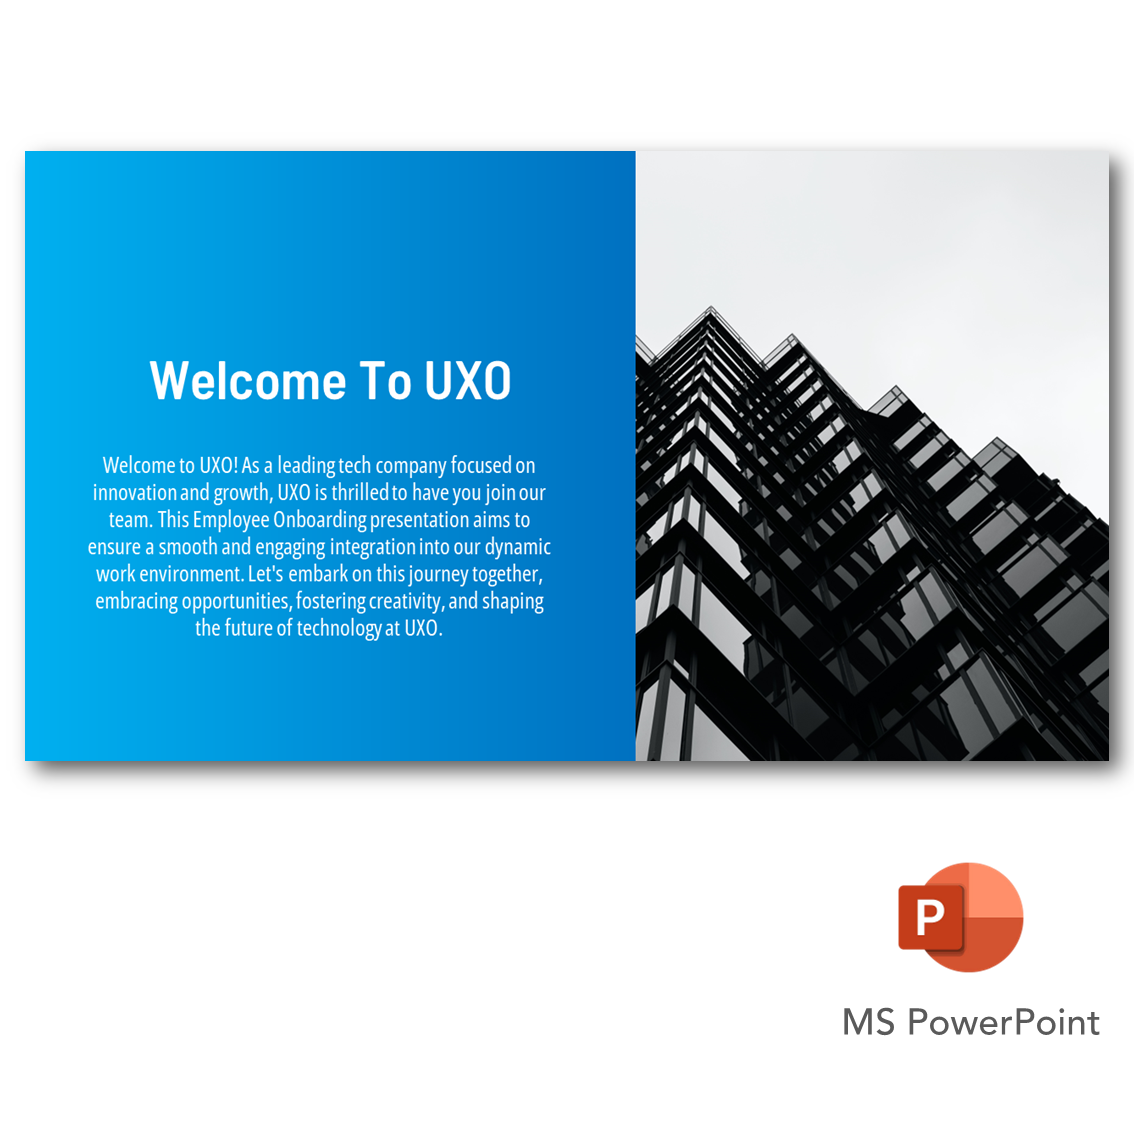 Welcome To UXO
Welcome to UXO! As a leading tech company focused on
innovation and growth, UXO is thrilled to have you join our
team. This Employee Onboarding presentation aims to
ensure a smooth and engaging integration into our dynamic
work environment. Let's embark on this journey together,
embracing opportunities, fostering creativity, and shaping
the future of technology at UXO.
P
MS PowerPoint